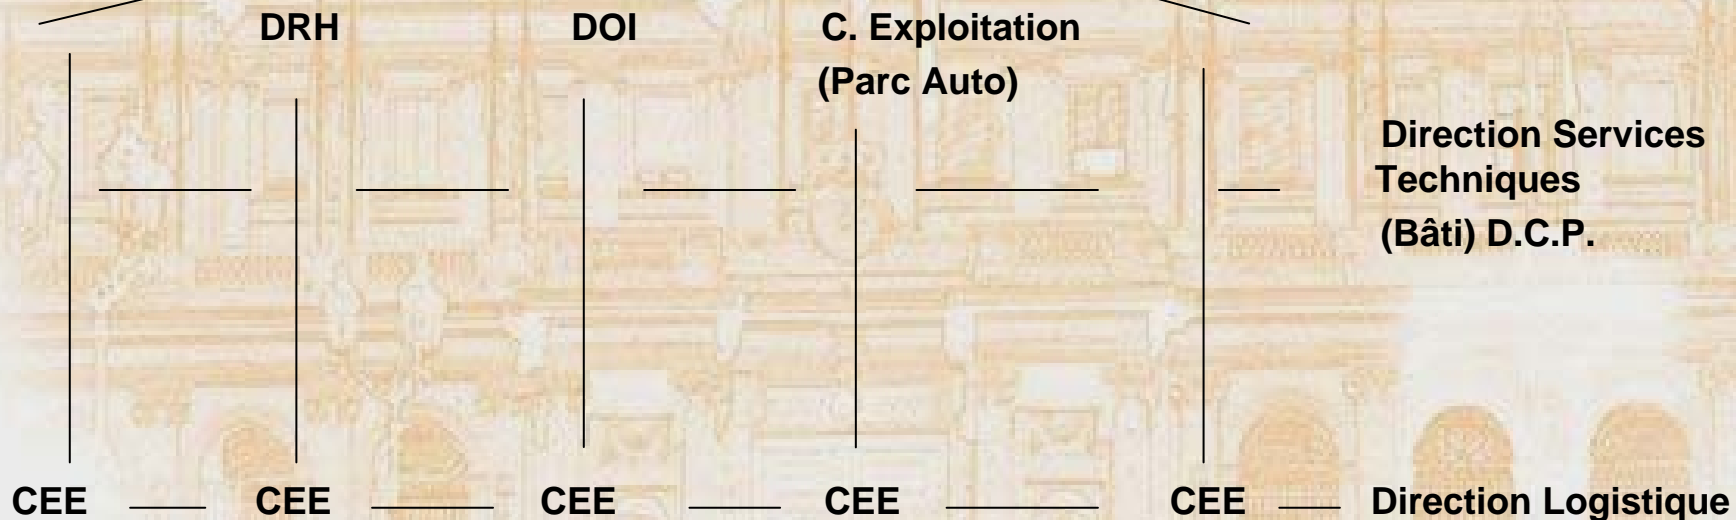 DRH DOI C. Exploitation
(Parc Auto)
Direction Services
Techniques
(Bâti) D.C.P.
CEE CEE CEE CEE CEE Direction Logistique